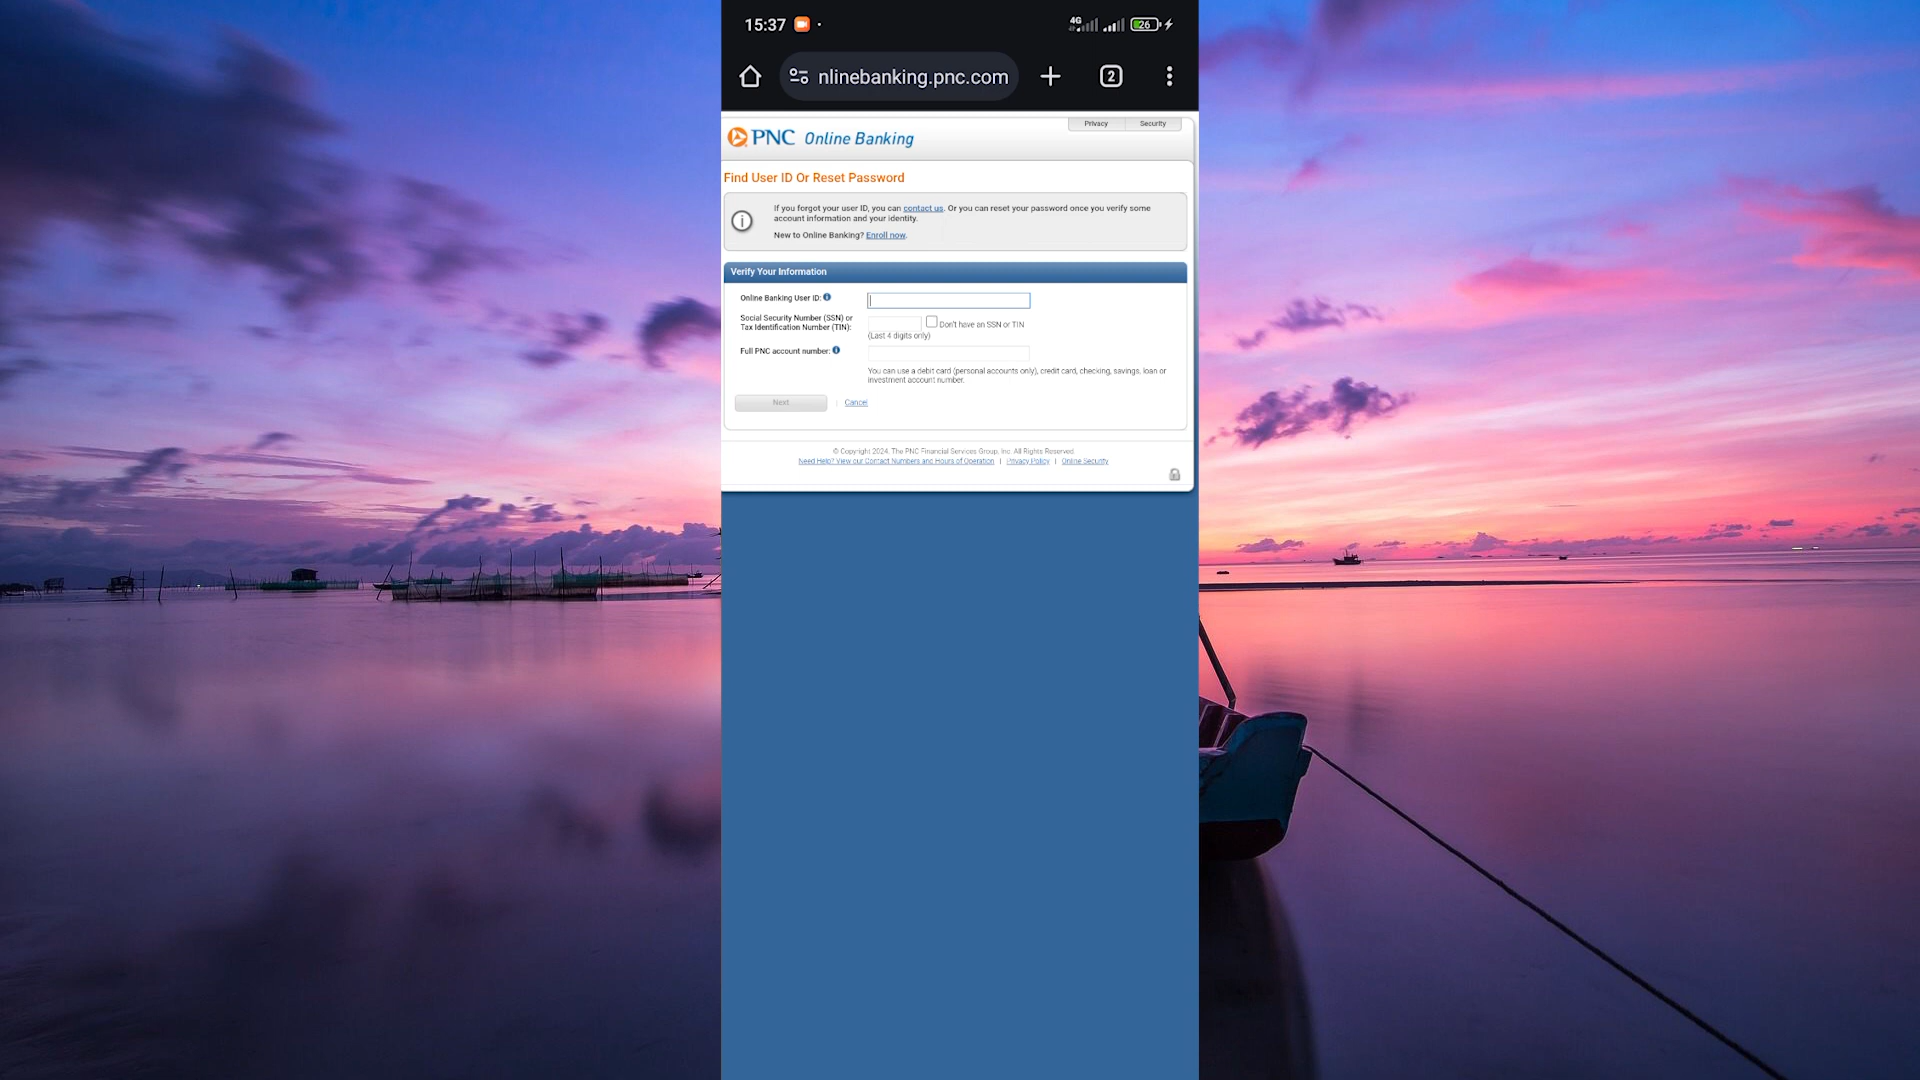 15:37
4G
26
nlinebanking.pnc.com
2
Privacy
Security
PNC Online Banking
Find User ID Or Reset Password
If you forgot your user ID, you can contact us. Or you can reset your password once you verify some
account information and your identity.
New to Online Banking? Enroll now.
Verify Your Information
Online Banking User ID:
Social Security Number (SSN) or
Tax Identification Number (TIN):
Don't have an SSN or TIN
(Last 4 digits only)
Full PNC account number:
You can use a debit card (personal accounts only), credit card, checking, savings, loan or
investment account number.
Next
Cancel
© Copyright 2024. The PNC Financial Services Group, Inc. All Rights Reserved.
Need Help? View our Contact Numbers and Hours of Operation | Privacy Policy | Online Security